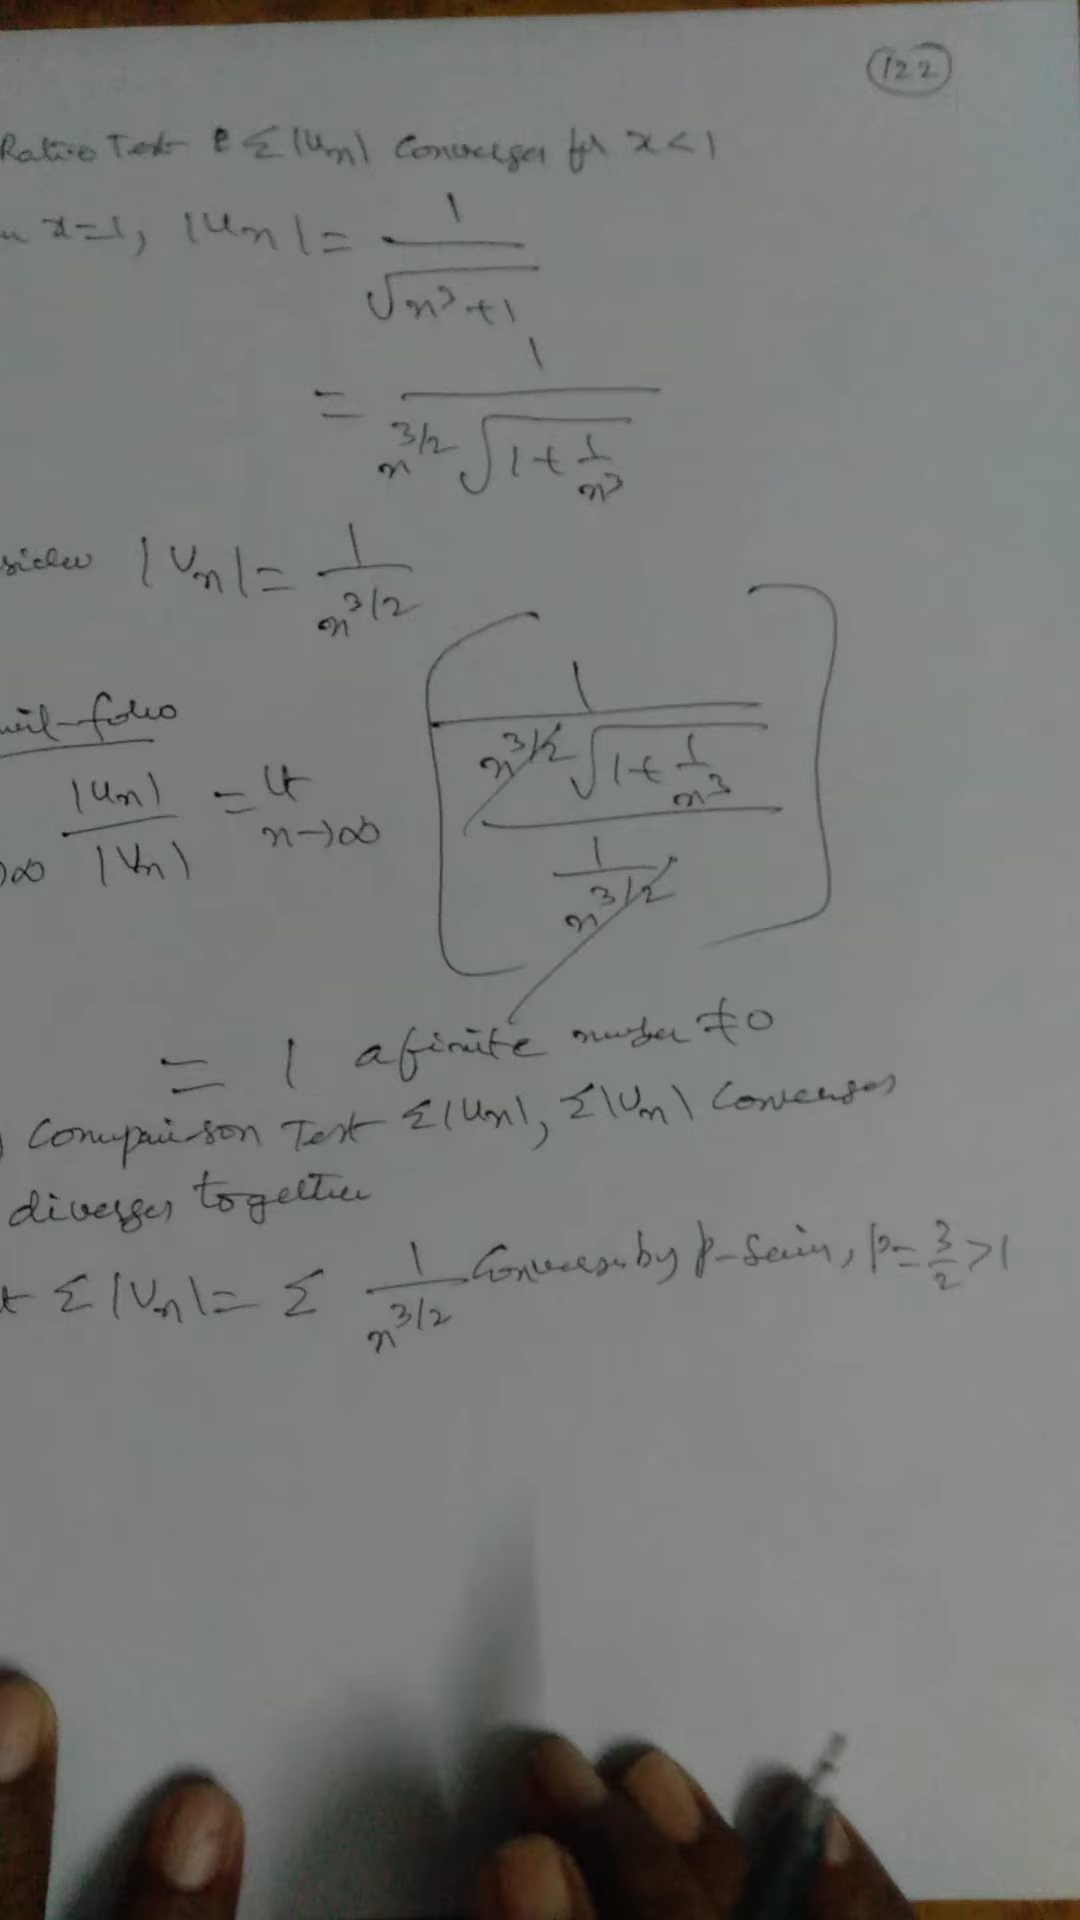 122
Ratio Test Σ|un| Converges for x<1
x=1, |un| = 1/√(n³+1)
= 1/(n^3/2 √(1+1/n³))
|vn| = 1/n^3/2
|un|/|vn| = Lt n→∞ [ (1/(n^3/2 √(1+1/n³))) / (1/n^3/2) ]
= 1 a finite number ≠0
Comparison Test Σ|un|, Σ|vn| Converges
diverges together
Σ|vn| = Σ 1/n^3/2 Converges by p-series, p=3/2>1